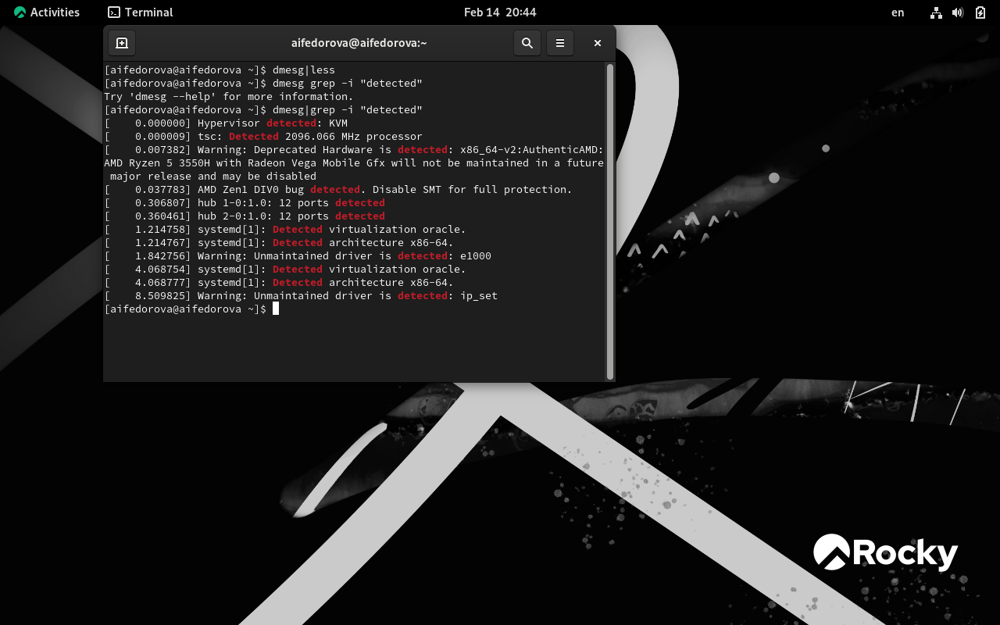 Activities Terminal Feb 14 20:44 en
aifedorova@aifedorova:~
[aifedorova@aifedorova ~]$ dmesg|less
[aifedorova@aifedorova ~]$ dmesg grep -i "detected"
Try 'dmesg --help' for more information.
[aifedorova@aifedorova ~]$ dmesg|grep -i "detected"
[    0.000000] Hypervisor detected: KVM
[    0.000009] tsc: Detected 2096.066 MHz processor
[    0.007382] Warning: Deprecated Hardware is detected: x86_64-v2:AuthenticAMD:
AMD Ryzen 5 3550H with Radeon Vega Mobile Gfx will not be maintained in a future
 major release and may be disabled
[    0.037783] AMD Zen1 DIV0 bug detected. Disable SMT for full protection.
[    0.306807] hub 1-0:1.0: 12 ports detected
[    0.360461] hub 2-0:1.0: 12 ports detected
[    1.214758] systemd[1]: Detected virtualization oracle.
[    1.214767] systemd[1]: Detected architecture x86-64.
[    1.842756] Warning: Unmaintained driver is detected: e1000
[    4.068754] systemd[1]: Detected virtualization oracle.
[    4.068777] systemd[1]: Detected architecture x86-64.
[    8.509825] Warning: Unmaintained driver is detected: ip_set
[aifedorova@aifedorova ~]$
Rocky